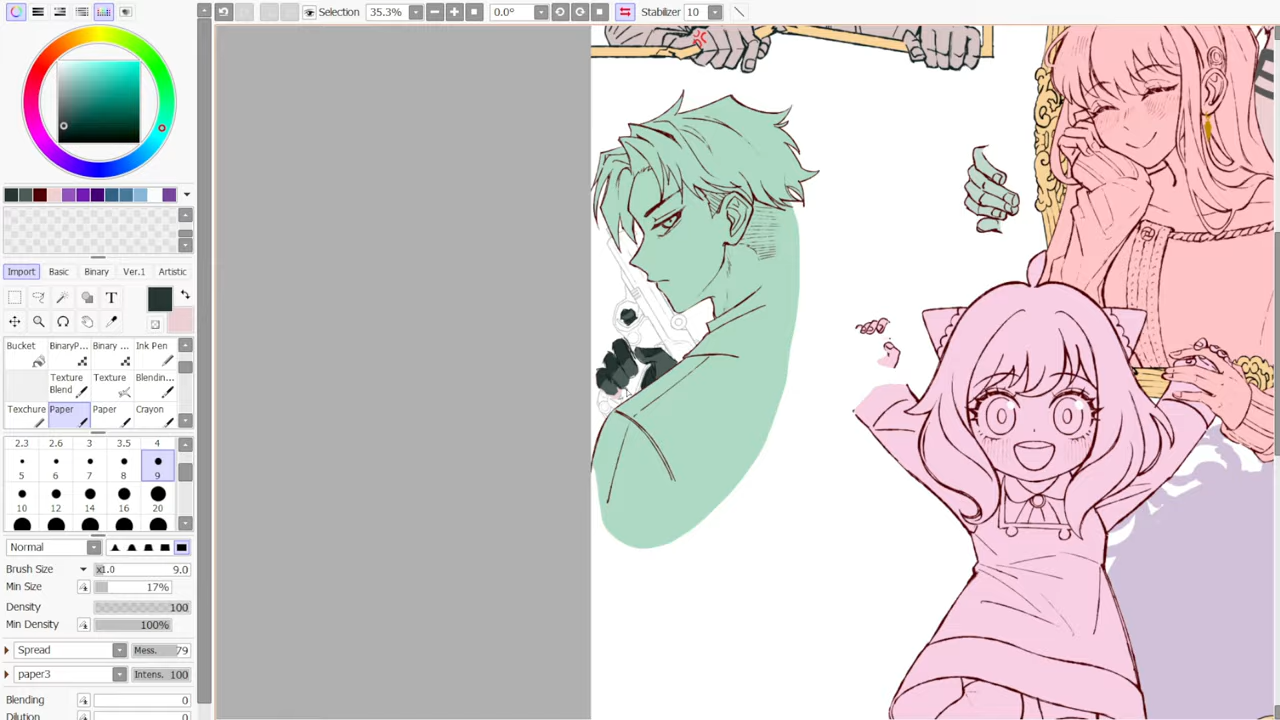 Selection 35.3% 0.0° Stabilizer 10
Import Basic Binary Ver.1 Artistic
T
Bucket BinaryP... Binary ... Ink Pen
Texture Blend Texture Blendin...
Texchure Paper Paper Crayon
2.3 2.6 3 3.5 4
5 6 7 8 9
10 12 14 16 20
Normal
Brush Size x1.0 9.0
Min Size 17%
Density 100
Min Density 100%
Spread Mess. 79
paper3 Intens. 100
Blending 0
Dilution 0